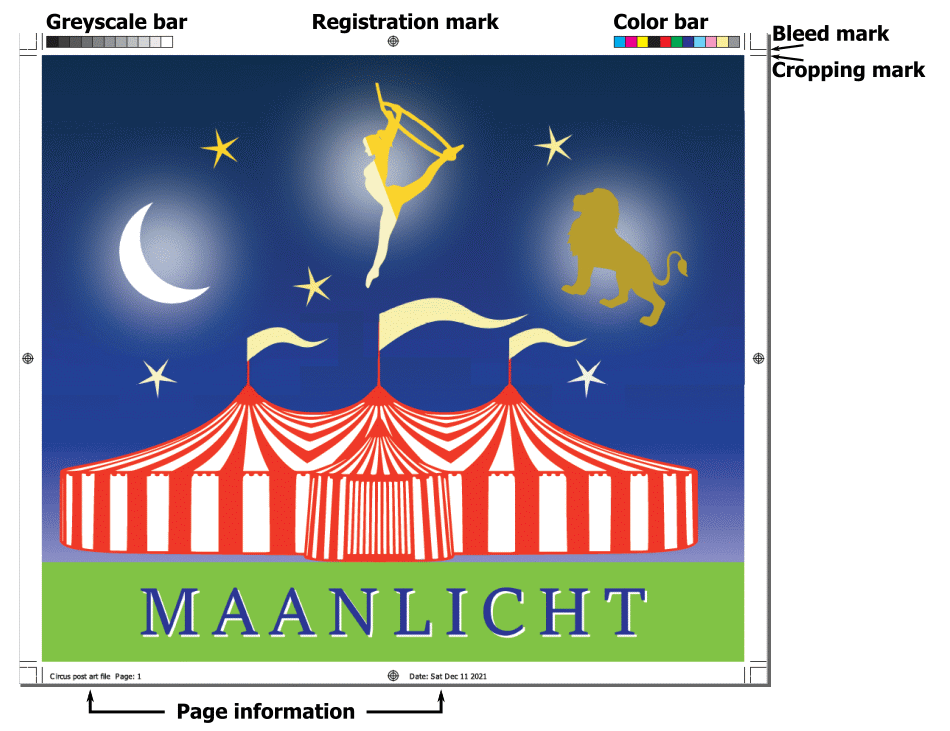 Greyscale bar
Registration mark
Color bar
Bleed mark
Cropping mark
MAANLICHT
Circus post art file Page: 1
Date: Sat Dec 11 2021
Page information